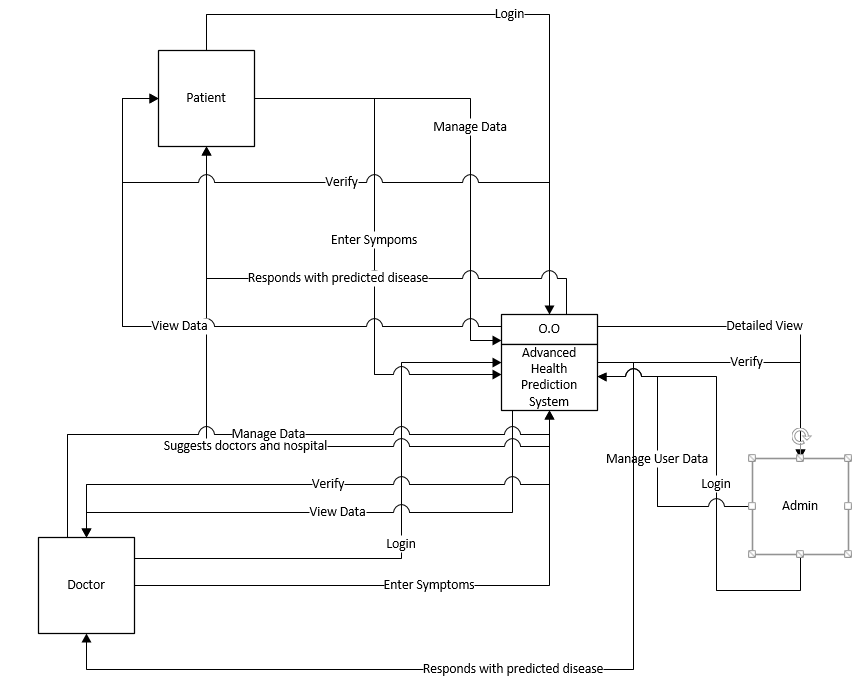 Login
Patient
Manage Data
Verify
Enter Sympoms
Responds with predicted disease
View Data
O.O
Detailed View
Advanced
Health
Prediction
System
Verify
Manage Data
Suggests doctors and hospital
Manage User Data
Verify
Login
View Data
Admin
Login
Doctor
Enter Symptoms
Responds with predicted disease